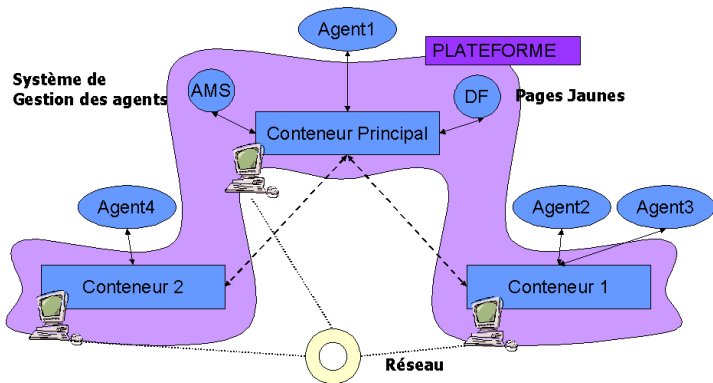 Agent1
PLATEFORME
Système de
Gestion des agents
AMS
DF
Pages Jaunes
Conteneur Principal
Agent4
Agent2
Agent3
Conteneur 2
Conteneur 1
Réseau